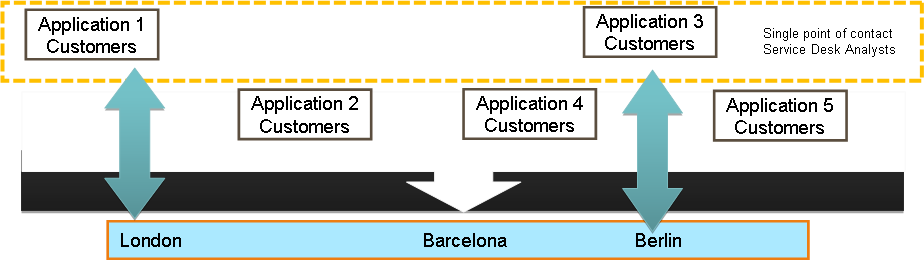 Application 1
Customers
Application 3
Customers
Single point of contact
Service Desk Analysts
Application 2
Customers
Application 4
Customers
Application 5
Customers
London
Barcelona
Berlin